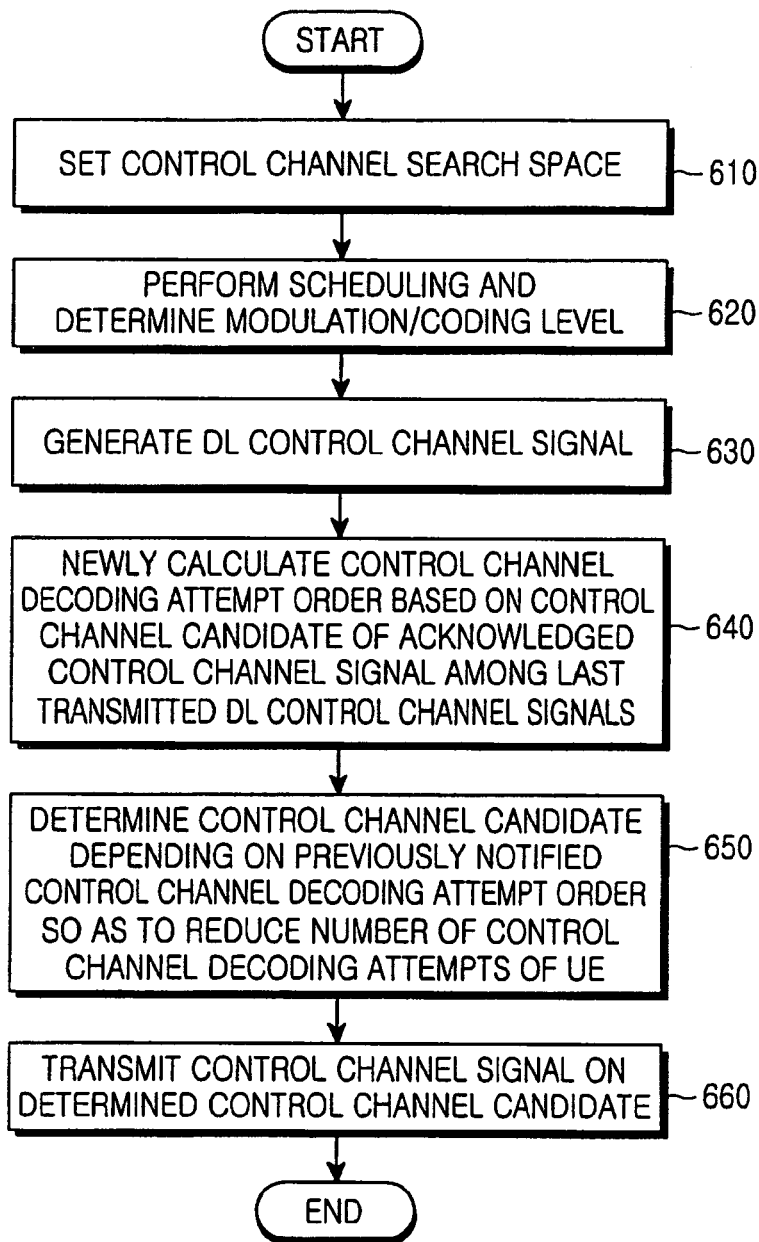 START
SET CONTROL CHANNEL SEARCH SPACE
610
PERFORM SCHEDULING AND
DETERMINE MODULATION/CODING LEVEL
620
GENERATE DL CONTROL CHANNEL SIGNAL
630
NEWLY CALCULATE CONTROL CHANNEL
DECODING ATTEMPT ORDER BASED ON CONTROL
CHANNEL CANDIDATE OF ACKNOWLEDGED
CONTROL CHANNEL SIGNAL AMONG LAST
TRANSMITTED DL CONTROL CHANNEL SIGNALS
640
DETERMINE CONTROL CHANNEL CANDIDATE
DEPENDING ON PREVIOUSLY NOTIFIED
CONTROL CHANNEL DECODING ATTEMPT ORDER
SO AS TO REDUCE NUMBER OF CONTROL
CHANNEL DECODING ATTEMPTS OF UE
650
TRANSMIT CONTROL CHANNEL SIGNAL ON
DETERMINED CONTROL CHANNEL CANDIDATE
660
END